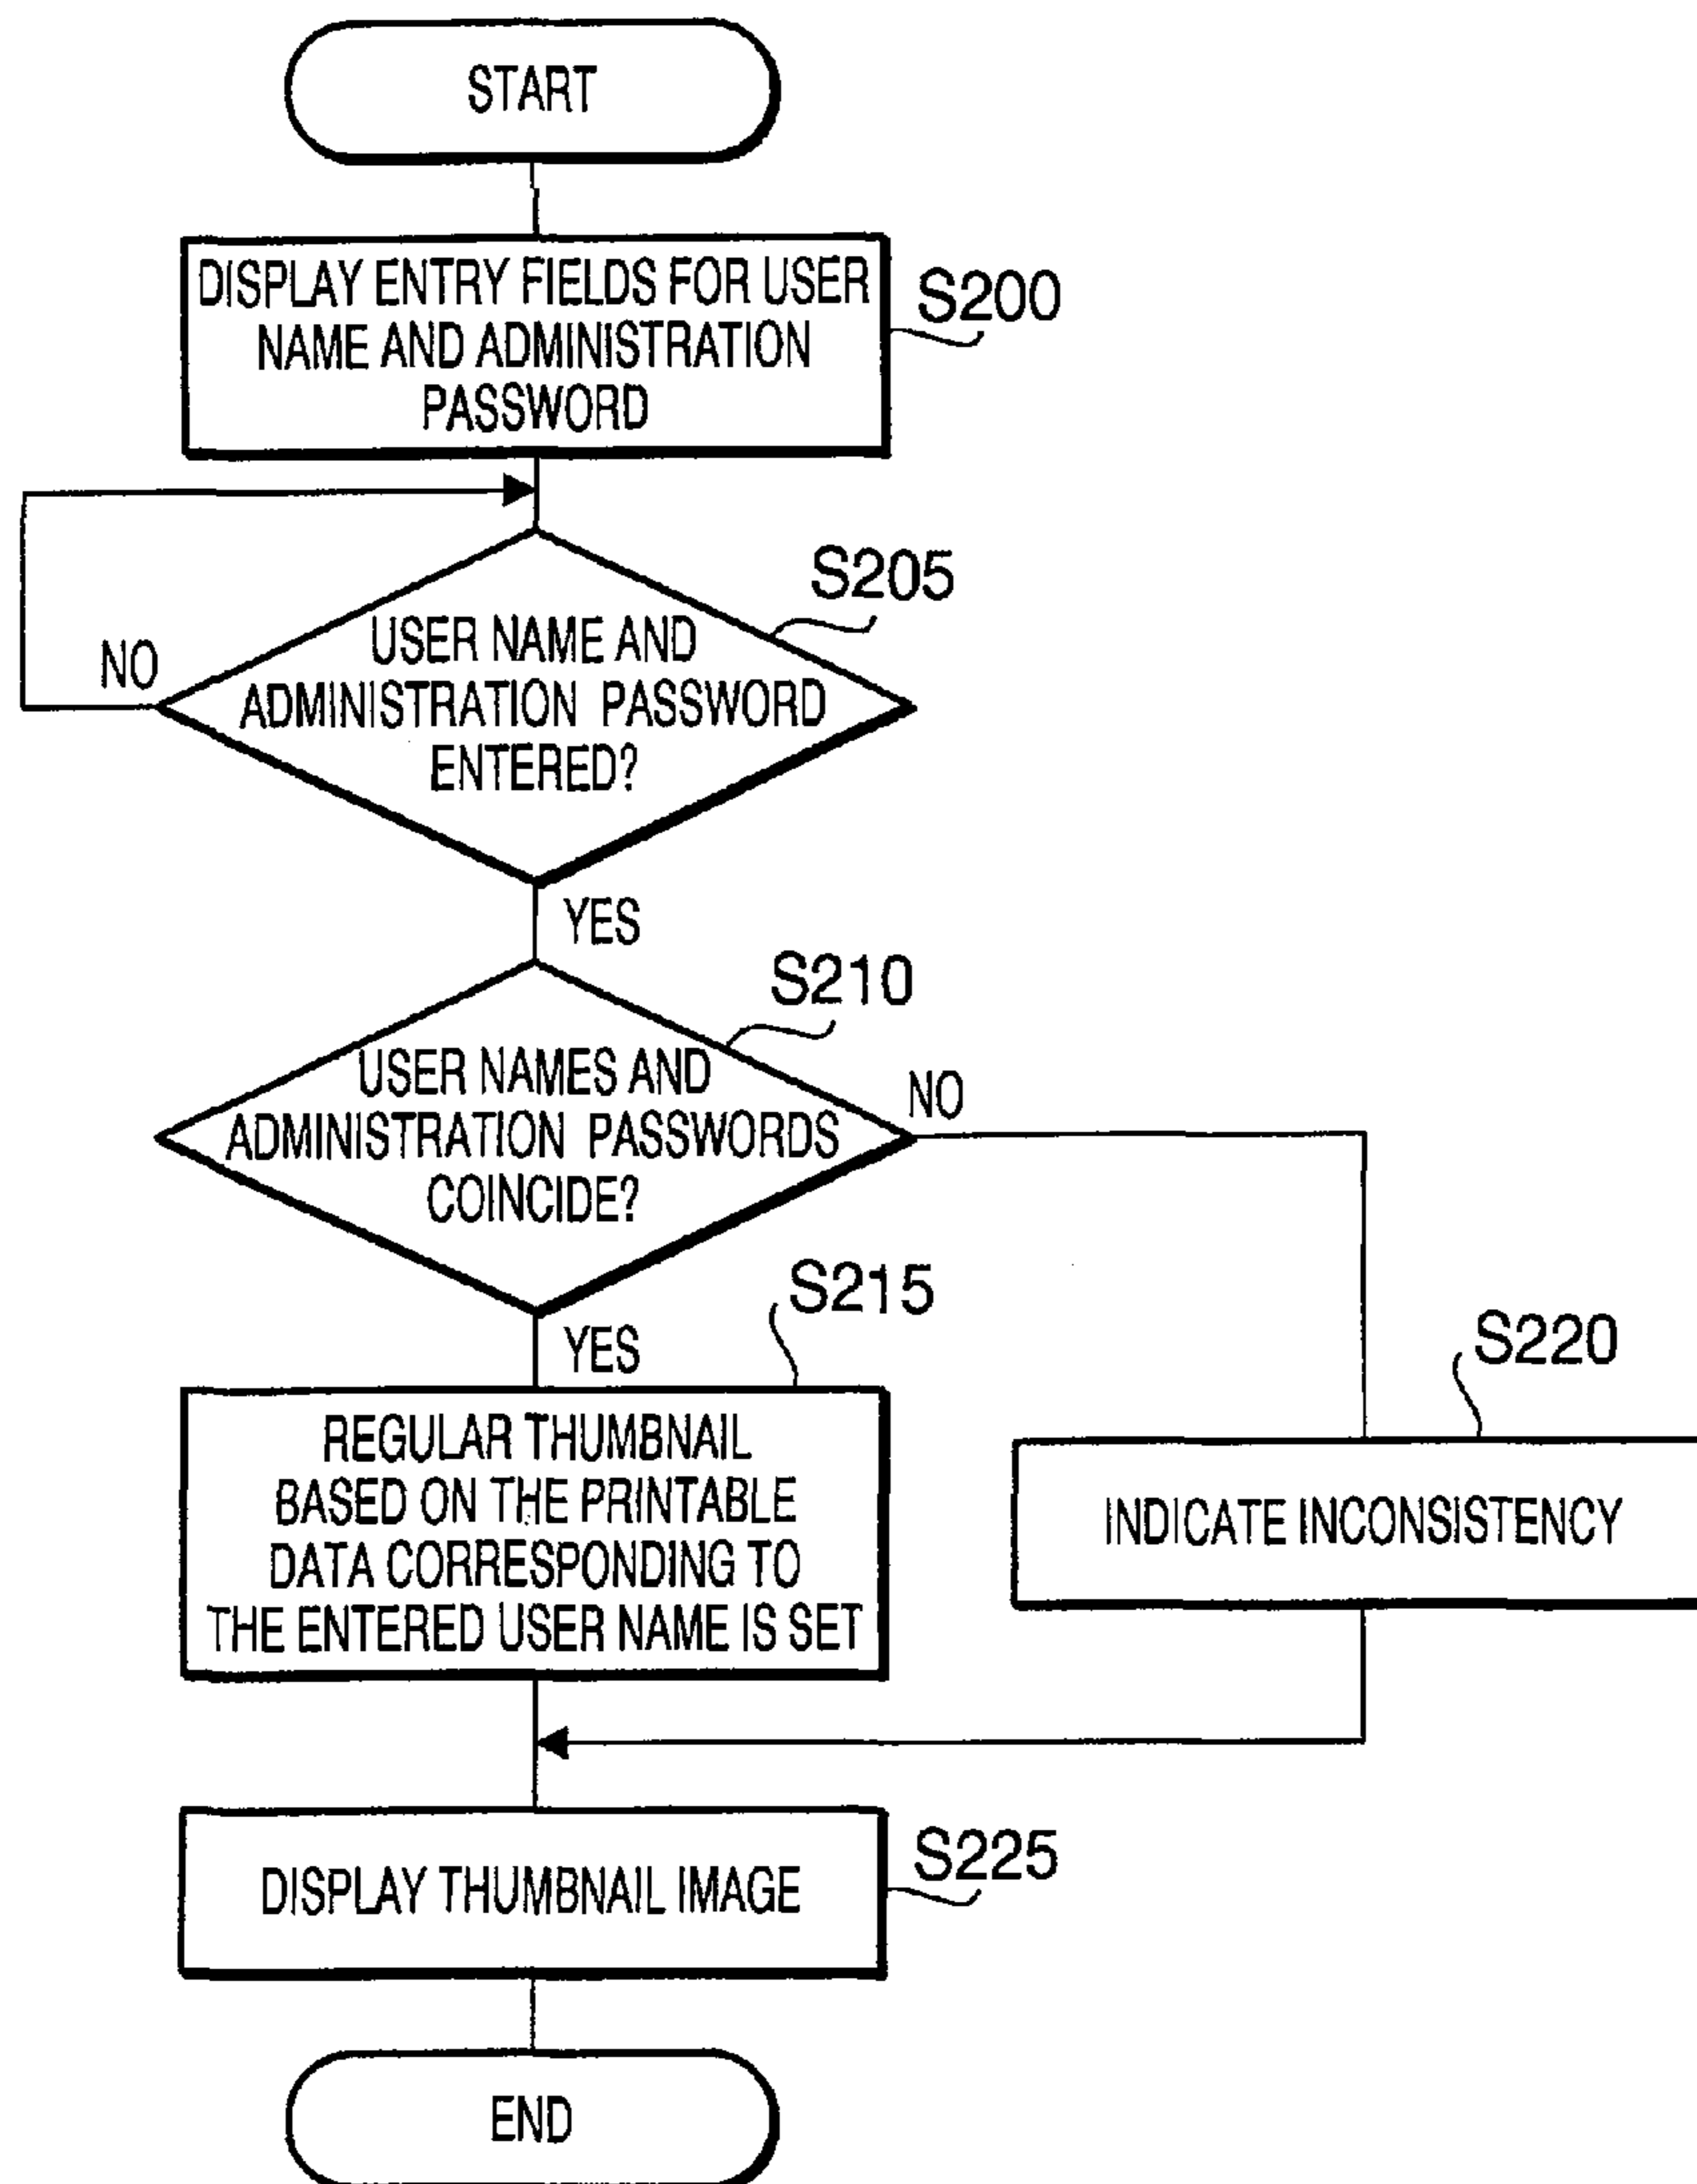 START
DISPLAY ENTRY FIELDS FOR USER
NAME AND ADMINISTRATION
PASSWORD
S200
S205
USER NAME AND
ADMINISTRATION PASSWORD
ENTERED?
NO
YES
S210
USER NAMES AND
ADMINISTRATION PASSWORDS
COINCIDE?
NO
YES
S215
REGULAR THUMBNAIL
BASED ON THE PRINTABLE
DATA CORRESPONDING TO
THE ENTERED USER NAME IS SET
S220
INDICATE INCONSISTENCY
DISPLAY THUMBNAIL IMAGE
S225
END